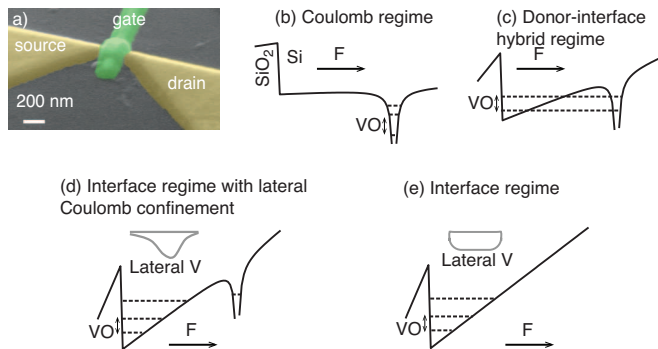 a)
gate
source
drain
200 nm
(b) Coulomb regime
SiO2
Si
F
VO
(c) Donor-interface
hybrid regime
F
VO
(d) Interface regime with lateral
Coulomb confinement
Lateral V
VO
F
(e) Interface regime
Lateral V
VO
F